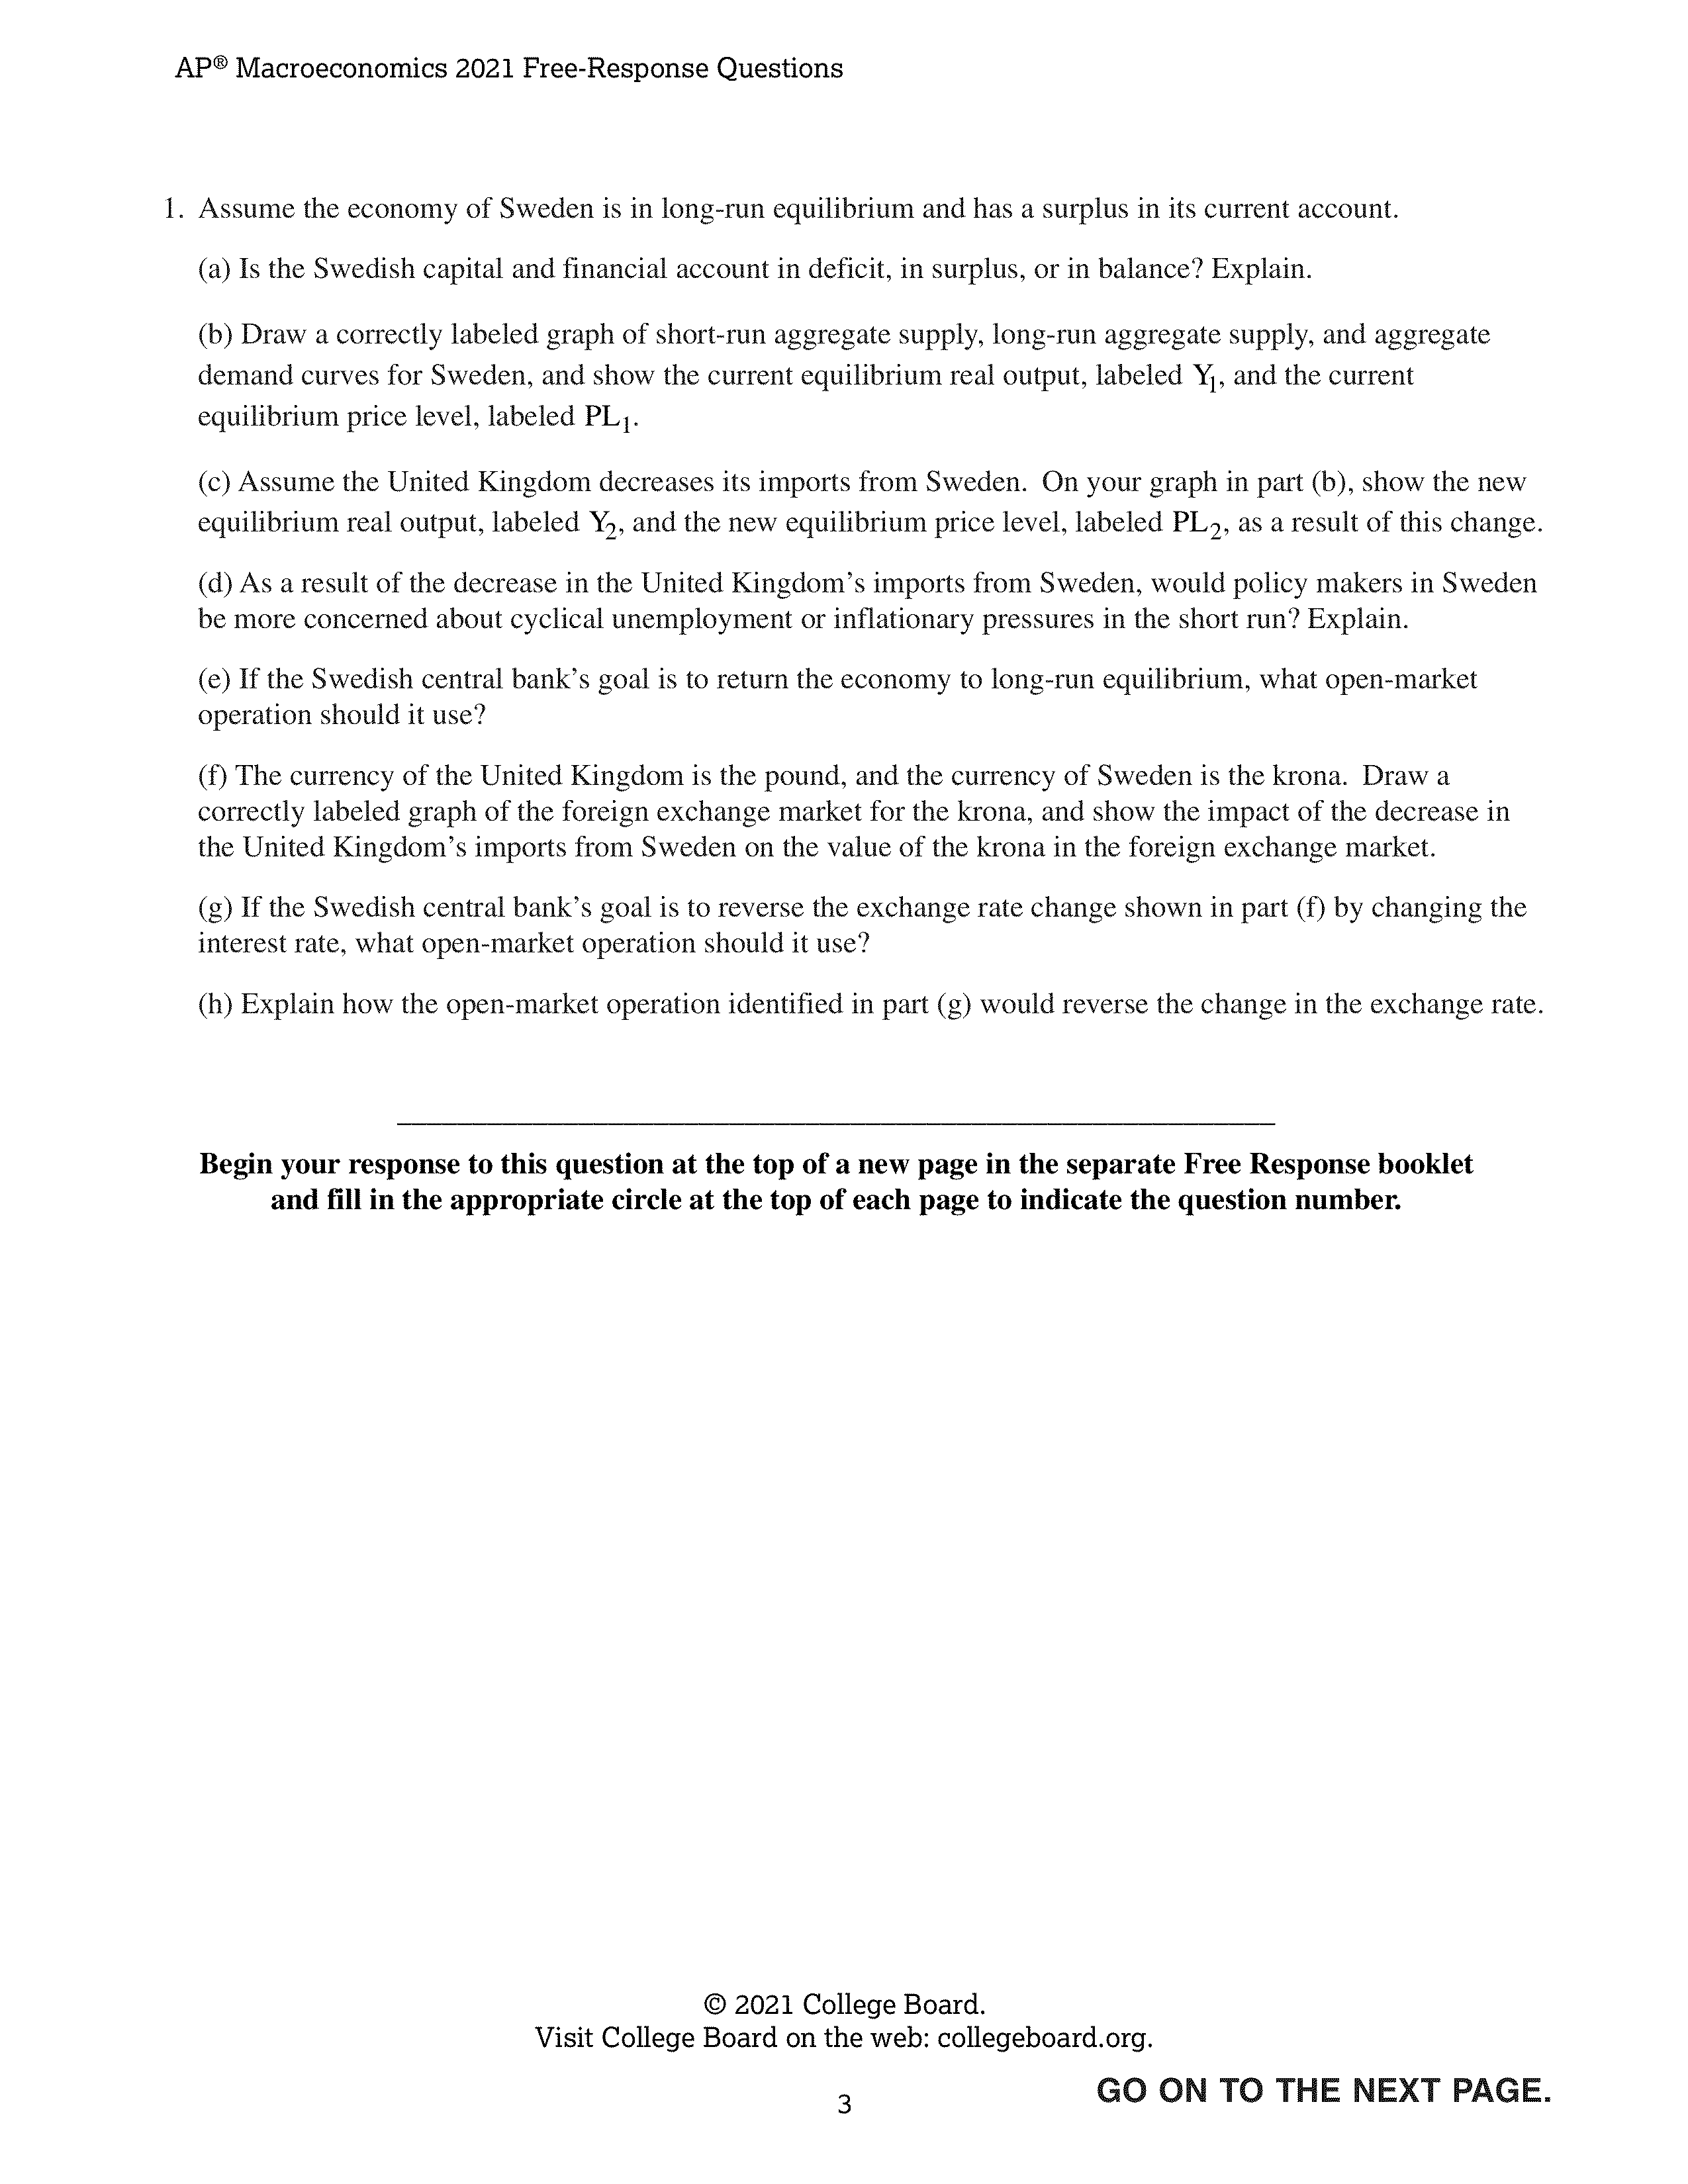 AP® Macroeconomics 2021 Free-Response Questions
1. Assume the economy of Sweden is in long-run equilibrium and has a surplus in its current account.
(a) Is the Swedish capital and financial account in deficit, in surplus, or in balance? Explain.
(b) Draw a correctly labeled graph of short-run aggregate supply, long-run aggregate supply, and aggregate
demand curves for Sweden, and show the current equilibrium real output, labeled Y₁, and the current
equilibrium price level, labeled PL₁.
(c) Assume the United Kingdom decreases its imports from Sweden. On your graph in part (b), show the new
equilibrium real output, labeled Y₂, and the new equilibrium price level, labeled PL₂, as a result of this change.
(d) As a result of the decrease in the United Kingdom’s imports from Sweden, would policy makers in Sweden
be more concerned about cyclical unemployment or inflationary pressures in the short run? Explain.
(e) If the Swedish central bank’s goal is to return the economy to long-run equilibrium, what open-market
operation should it use?
(f) The currency of the United Kingdom is the pound, and the currency of Sweden is the krona. Draw a
correctly labeled graph of the foreign exchange market for the krona, and show the impact of the decrease in
the United Kingdom’s imports from Sweden on the value of the krona in the foreign exchange market.
(g) If the Swedish central bank’s goal is to reverse the exchange rate change shown in part (f) by changing the
interest rate, what open-market operation should it use?
(h) Explain how the open-market operation identified in part (g) would reverse the change in the exchange rate.
Begin your response to this question at the top of a new page in the separate Free Response booklet
and fill in the appropriate circle at the top of each page to indicate the question number.
© 2021 College Board.
Visit College Board on the web: collegeboard.org.
GO ON TO THE NEXT PAGE.
3